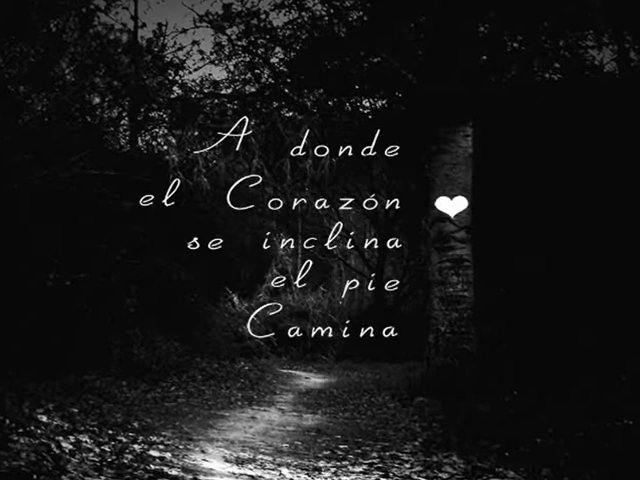 A donde
el Corazón
se inclina
el pie
Camina